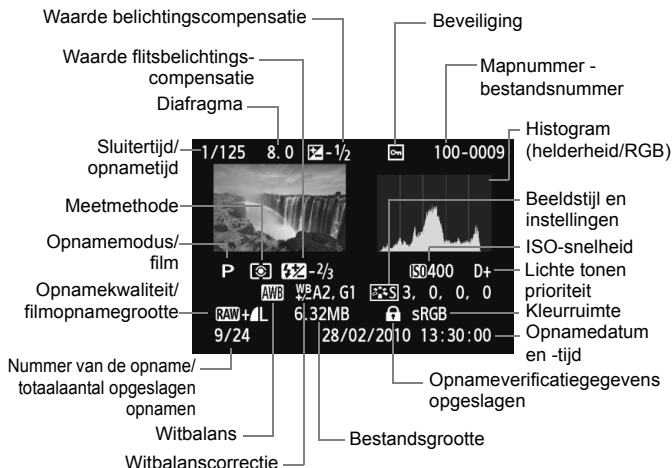 Waarde belichtingscompensatie
Beveiliging
Waarde flitsbelichtings-
compensatie
Mapnummer -
bestandsnummer
Diafragma
Histogram
(helderheid/RGB)
Sluitertijd/
opnametijd
1/125 8.0 -1/2 100-0009
Meetmethode
Beeldstijl en
instellingen
Opnamemodus/
film
ISO-snelheid
P -2/3 ISO400 D+
Lichte tonen
prioriteit
Opnamekwaliteit/
filmopnamegrootte
AWB WB A2, G1 S 3, 0, 0, 0
RAW+L 6.32MB sRGB
Kleurruimte
9/24 28/02/2010 13:30:00
Opnamedatum
en -tijd
Nummer van de opname/
totaalaantal opgeslagen
opnamen
Opnameverificatiegegevens
opgeslagen
Witbalans
Bestandsgrootte
Witbalanscorrectie